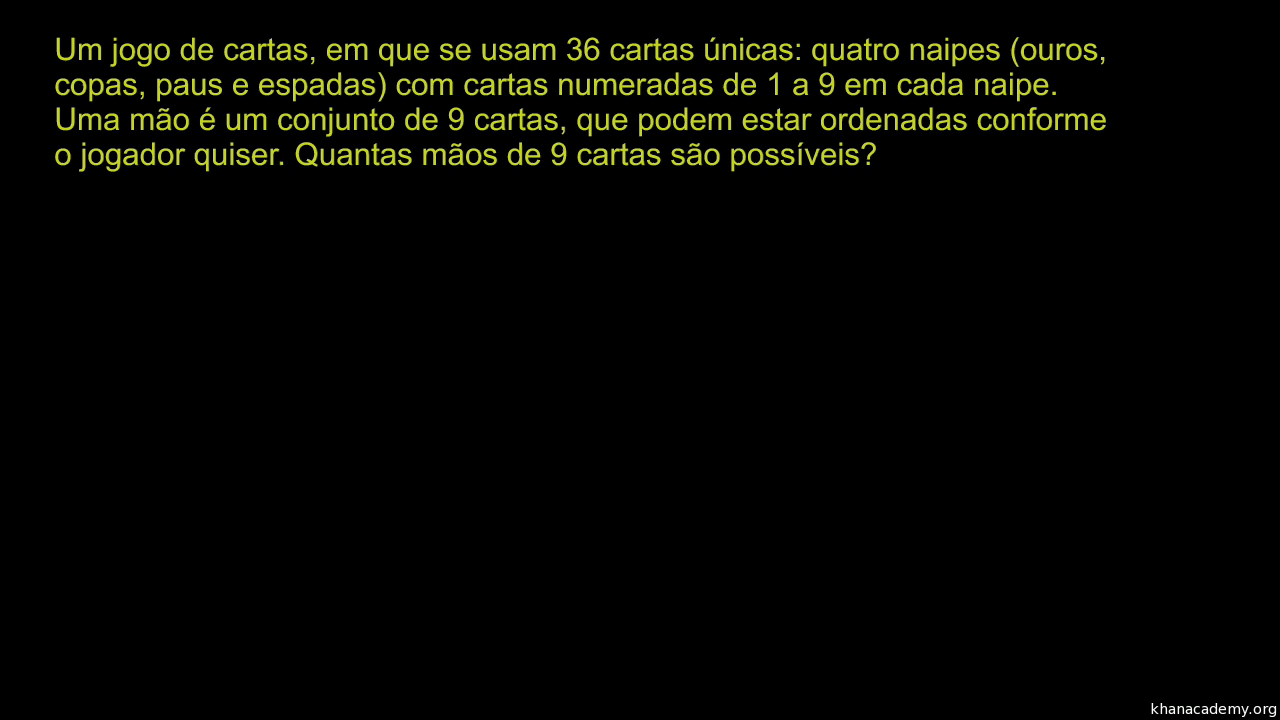 Um jogo de cartas, em que se usam 36 cartas únicas: quatro naipes (ouros,
copas, paus e espadas) com cartas numeradas de 1 a 9 em cada naipe.
Uma mão é um conjunto de 9 cartas, que podem estar ordenadas conforme
o jogador quiser. Quantas mãos de 9 cartas são possíveis?
khanacademy.org